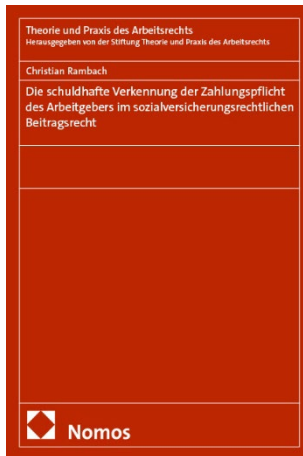 Theorie und Praxis des Arbeitsrechts
Herausgegeben von der Stiftung Theorie und Praxis des Arbeitsrechts
Christian Rambach
Die schuldhafte Verkennung der Zahlungspflicht
des Arbeitgebers im sozialversicherungsrechtlichen
Beitragsrecht
Nomos